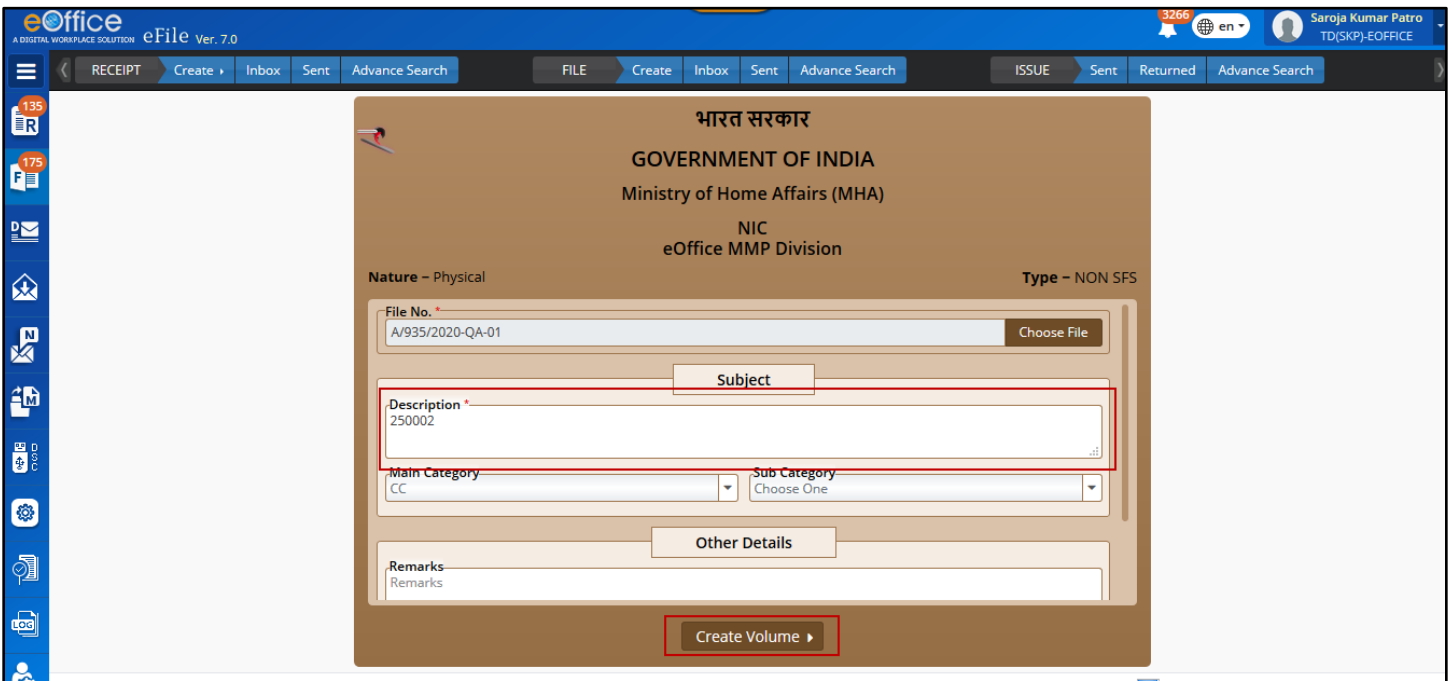 eOffice
A DIGITAL WORKPLACE SOLUTION eFile Ver. 7.0
3266
en
Saroja Kumar Patro
TD(SKP)-EOFFICE
RECEIPT Create Inbox Sent Advance Search FILE Create Inbox Sent Advance Search ISSUE Sent Returned Advance Search
135
R
175
F
D
N
M
DSC
LOG
भारत सरकार
GOVERNMENT OF INDIA
Ministry of Home Affairs (MHA)
NIC
eOffice MMP Division
Nature – Physical Type – NON SFS
File No. *
A/935/2020-QA-01 Choose File
Subject
Description *
250002
Main Category Sub Category
CC Choose One
Other Details
Remarks
Remarks
Create Volume